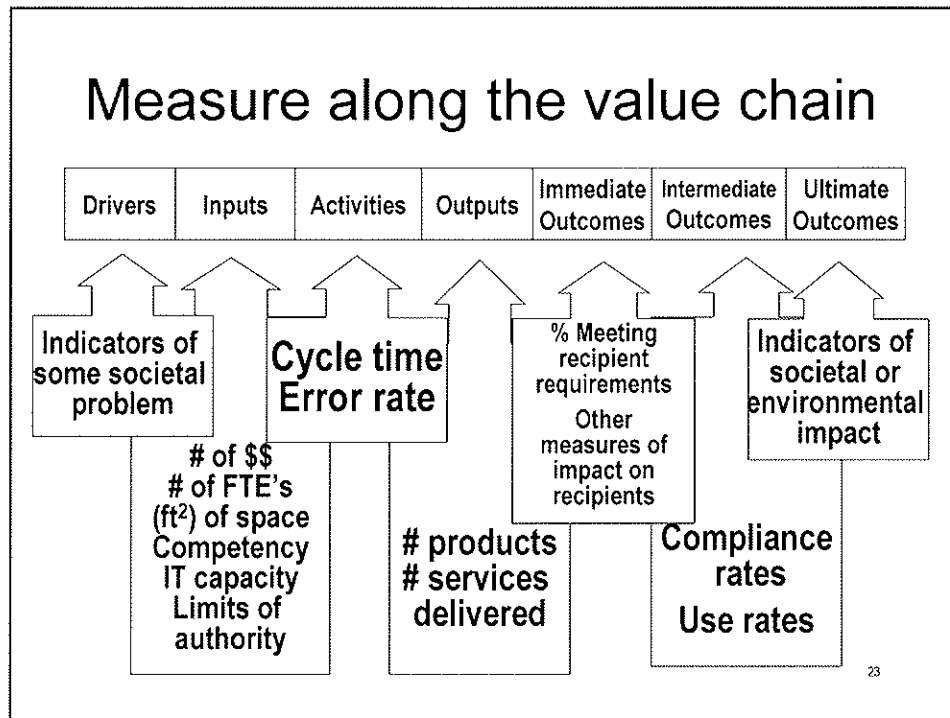 Measure along the value chain
Drivers
Inputs
Activities
Outputs
Immediate
Outcomes
Intermediate
Outcomes
Ultimate
Outcomes
Indicators of
some societal
problem
# of $$
# of FTE's
(ft²) of space
Competency
IT capacity
Limits of
authority
Cycle time
Error rate
# products
# services
delivered
% Meeting
recipient
requirements
Other
measures of
impact on
recipients
Compliance
rates
Use rates
Indicators of
societal or
environmental
impact
23